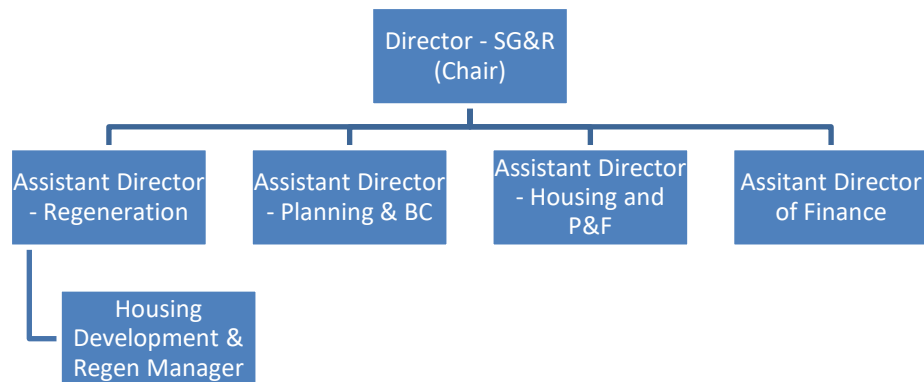 Director - SG&R
(Chair)
Assistant Director
- Regeneration
Assistant Director
- Planning & BC
Assistant Director
- Housing and
P&F
Assitant Director
of Finance
Housing
Development &
Regen Manager